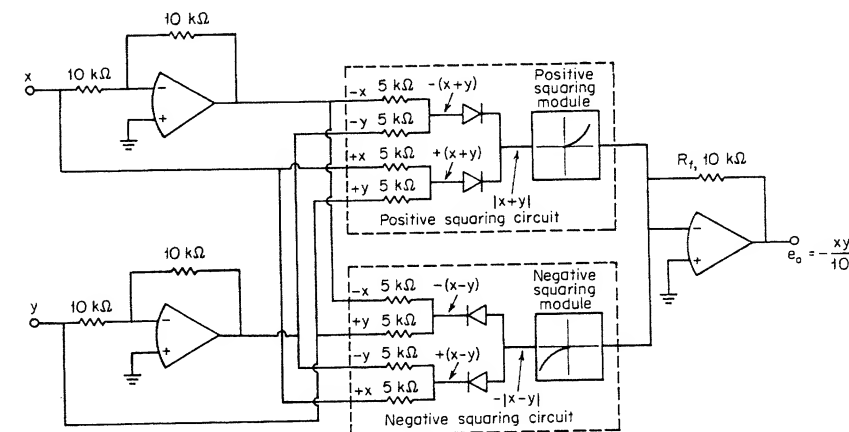 10 kΩ
x
10 kΩ
−
+
−x 5 kΩ
−y 5 kΩ
+x 5 kΩ
+y 5 kΩ
−(x+y)
+(x+y)
|x+y|
Positive
squaring
module
Positive squaring circuit
R_f, 10 kΩ
−
+
e_o = −xy/10
10 kΩ
y
10 kΩ
−
+
−x 5 kΩ
+y 5 kΩ
−y 5 kΩ
+x 5 kΩ
−(x−y)
+(x−y)
−|x−y|
Negative
squaring
module
Negative squaring circuit